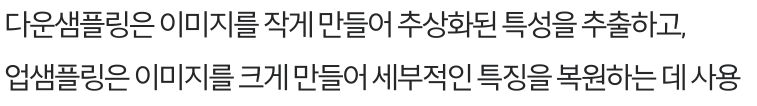 다운샘플링은 이미지를 작게 만들어 추상화된 특성을 추출하고,
업샘플링은 이미지를 크게 만들어 세부적인 특징을 복원하는 데 사용